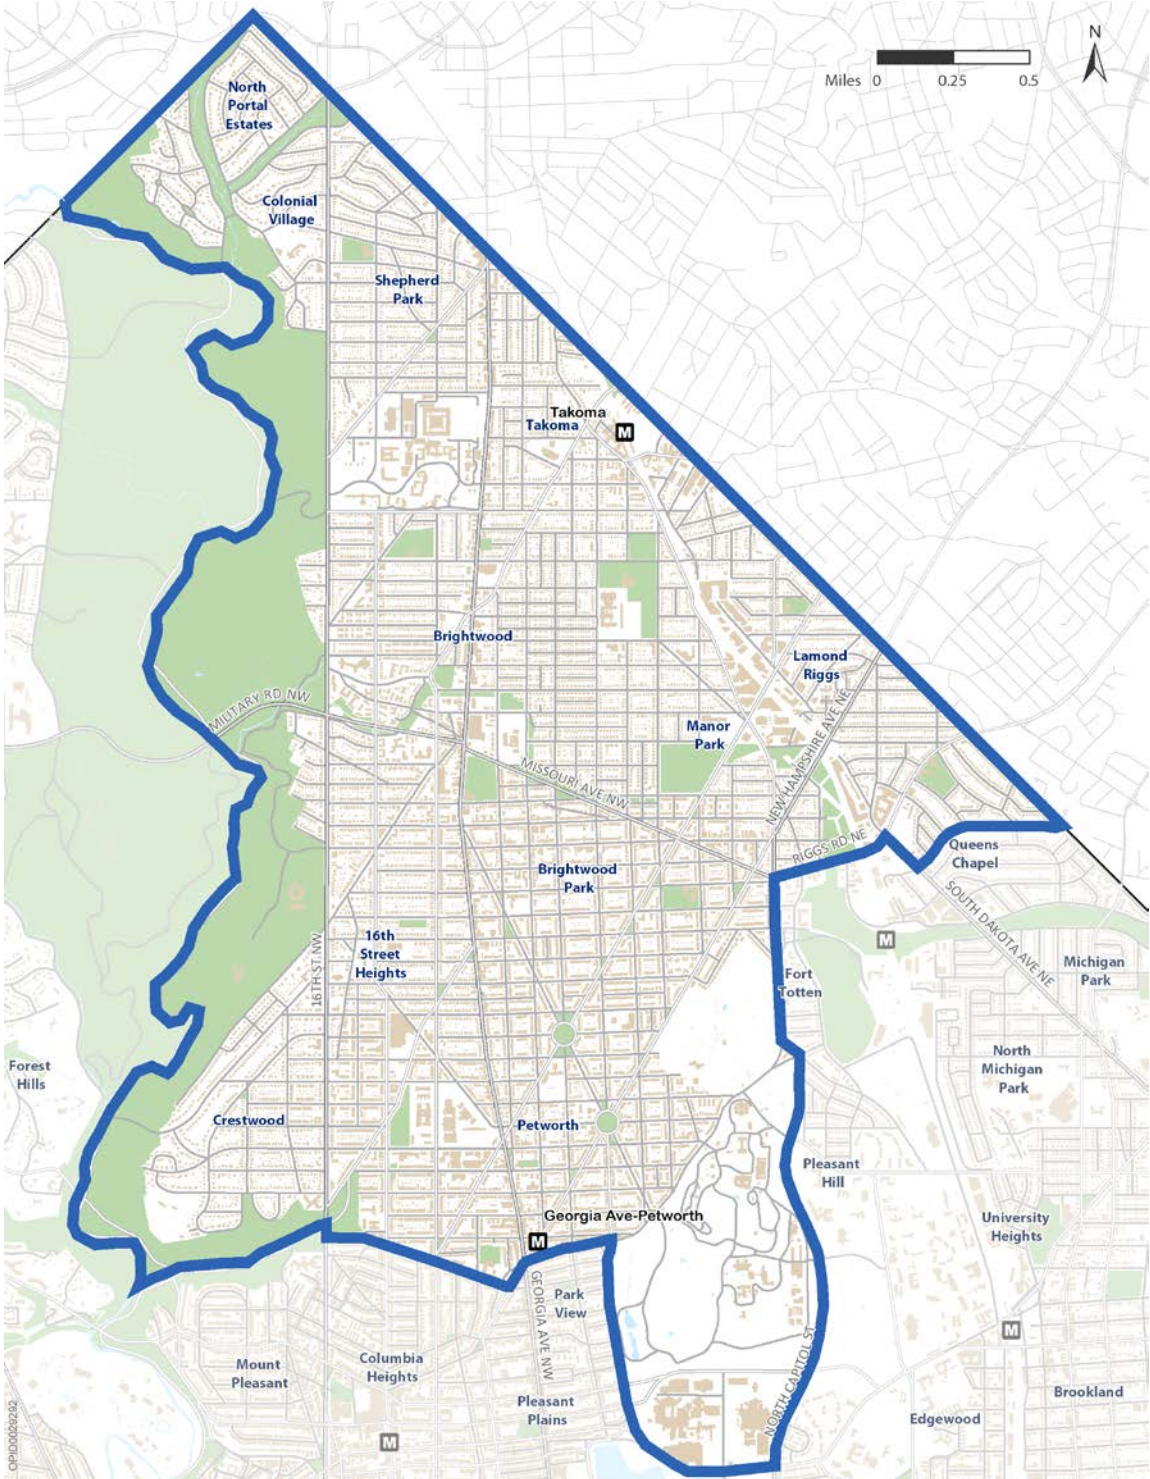 N
Miles 0 0.25 0.5
North
Portal
Estates
Colonial
Village
Shepherd
Park
Takoma
Takoma
M
Brightwood
Lamond
Riggs
MILITARY RD NW
Manor
Park
NEW HAMPSHIRE AVE NE
MISSOURI AVE NW
RIGGS RD NE
Queens
Chapel
Brightwood
Park
SOUTH DAKOTA AVE NE
16th
Street
Heights
16TH ST NW
M
Michigan
Park
Fort
Totten
North
Michigan
Park
Forest
Hills
Crestwood
Petworth
Pleasant
Hill
Georgia Ave-Petworth
M
University
Heights
GEORGIA AVE NW
Park
View
M
NORTH CAPITOL ST
Mount
Pleasant
Columbia
Heights
Pleasant
Plains
Brookland
Edgewood
M
OPID0029292